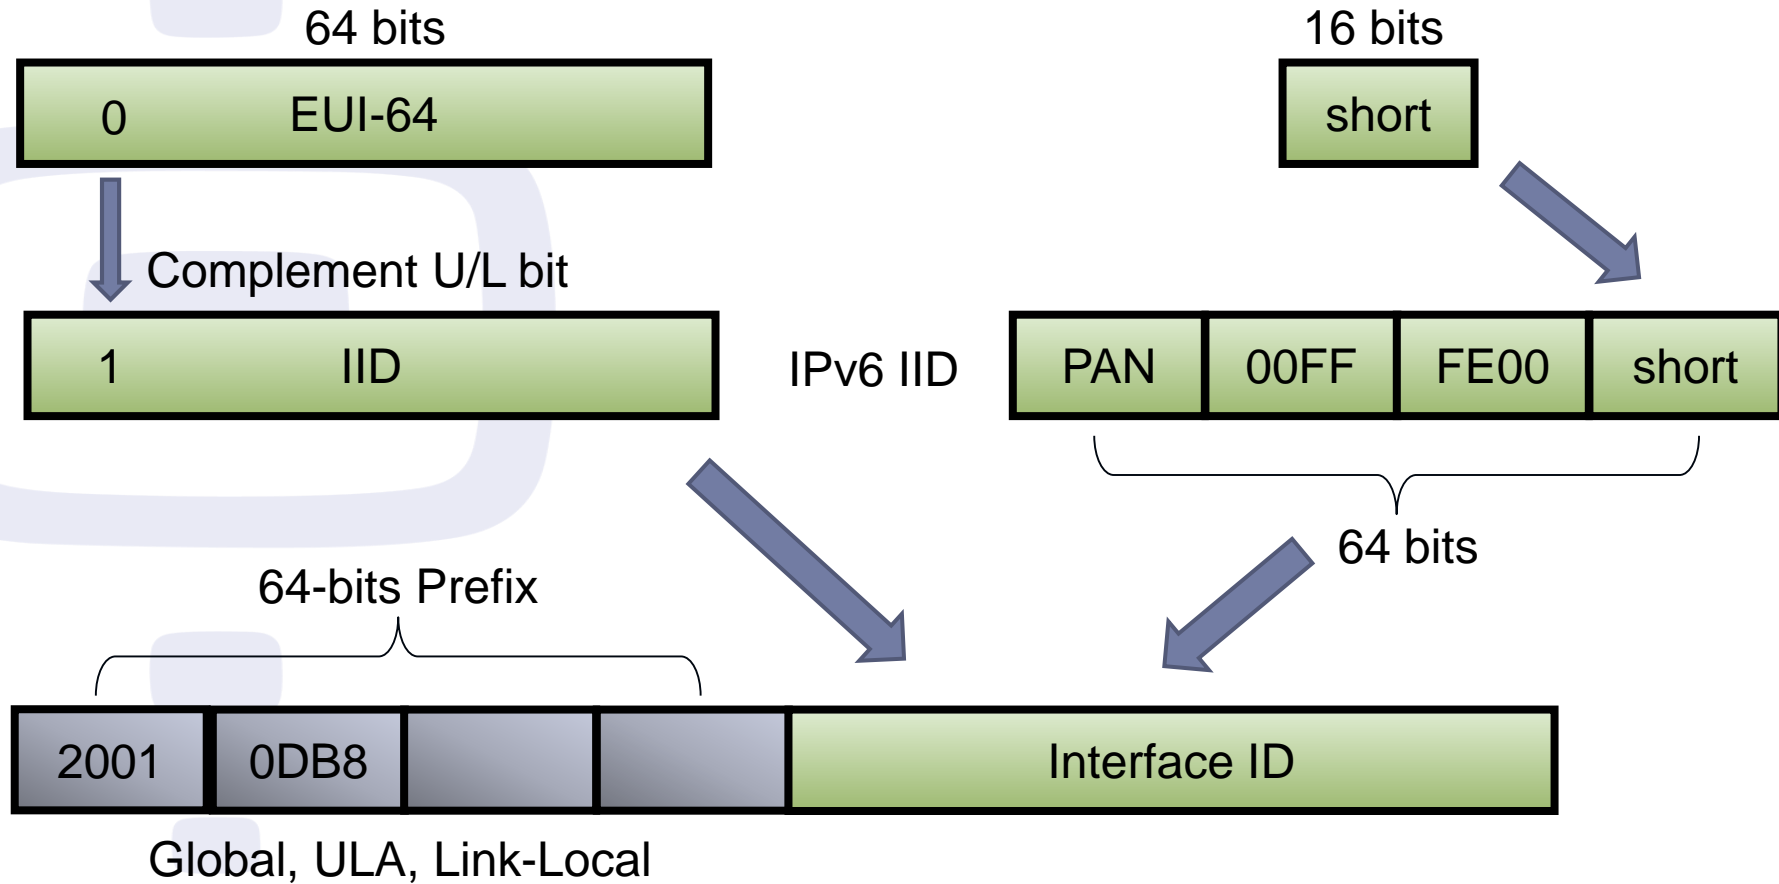 64 bits
16 bits
0 EUI-64
short
Complement U/L bit
1 IID
IPv6 IID
PAN 00FF FE00 short
64 bits
64-bits Prefix
2001 0DB8 Interface ID
Global, ULA, Link-Local